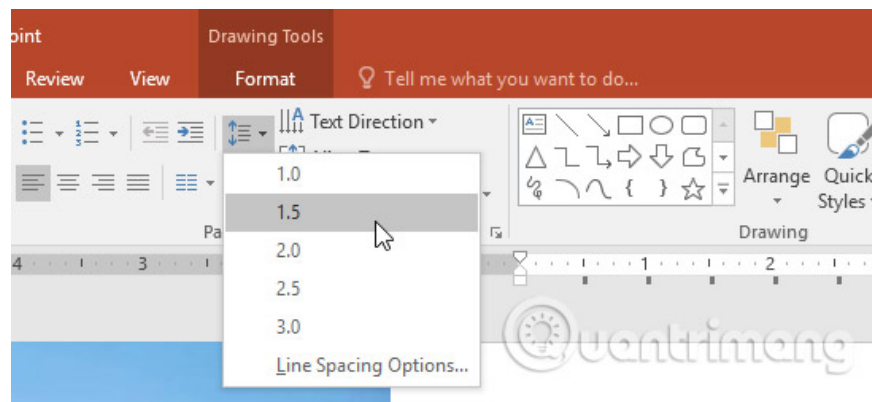 oint
Drawing Tools
Review View Format Tell me what you want to do...
Text Direction
1.0
1.5
2.0
2.5
3.0
Line Spacing Options...
Pa
Arrange
Quick
Styles
Drawing
4 3 1 2
Quantrimang